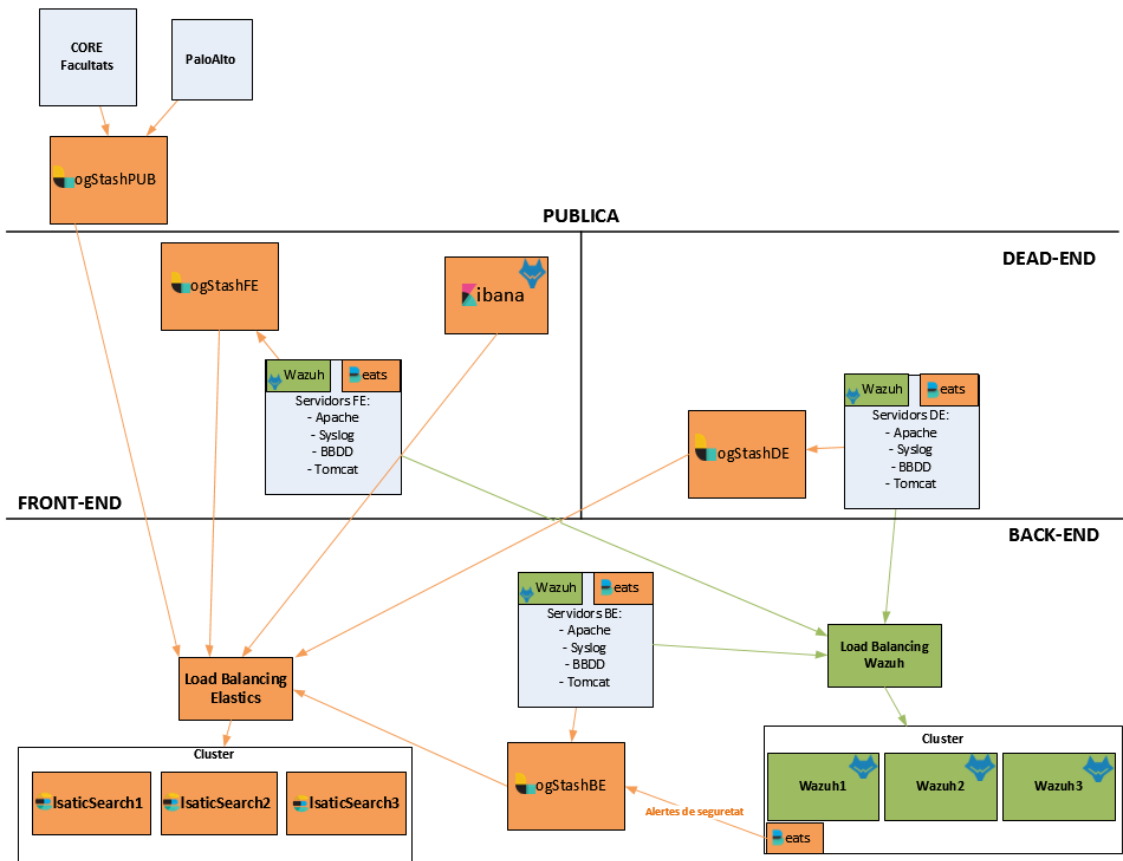 CORE
Facultats
PaloAlto
ogStashPUB
PUBLICA
ogStashFE
ibana
DEAD-END
Wazuh
eats
Servidors FE:
- Apache
- Syslog
- BBDD
- Tomcat
Wazuh
eats
Servidors DE:
- Apache
- Syslog
- BBDD
- Tomcat
ogStashDE
FRONT-END
BACK-END
Wazuh
eats
Servidors BE:
- Apache
- Syslog
- BBDD
- Tomcat
Load Balancing
Elastics
Load Balancing
Wazuh
Cluster
lsaticSearch1
lsaticSearch2
lsaticSearch3
ogStashBE
Alertes de seguretat
Cluster
Wazuh1
Wazuh2
Wazuh3
eats